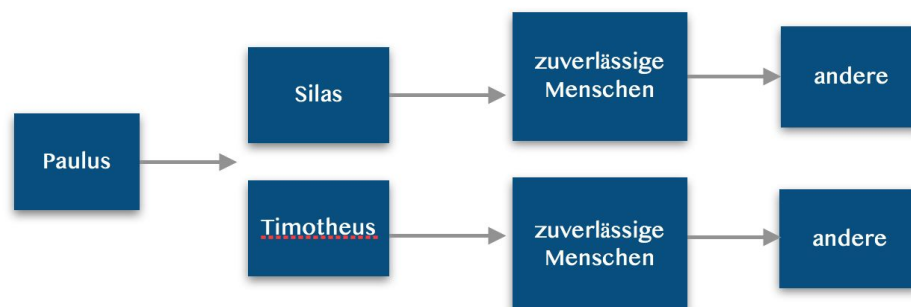 Paulus
Silas
zuverlässige
Menschen
andere
Timotheus
zuverlässige
Menschen
andere